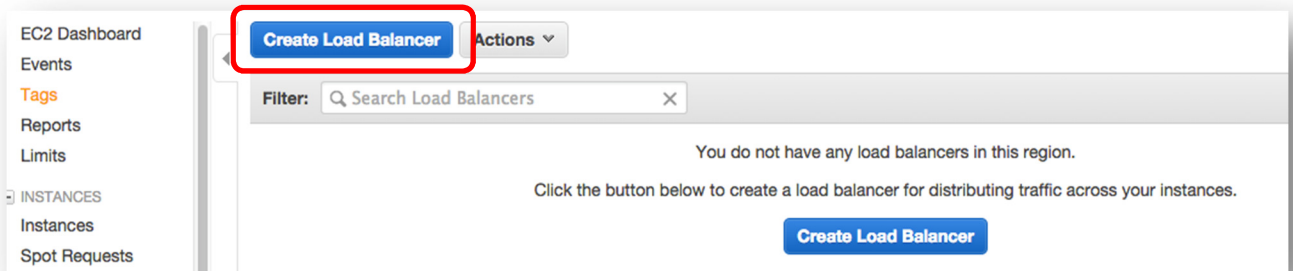 EC2 Dashboard
Events
Tags
Reports
Limits
INSTANCES
Instances
Spot Requests
Create Load Balancer Actions
Filter: Search Load Balancers
You do not have any load balancers in this region.
Click the button below to create a load balancer for distributing traffic across your instances.
Create Load Balancer